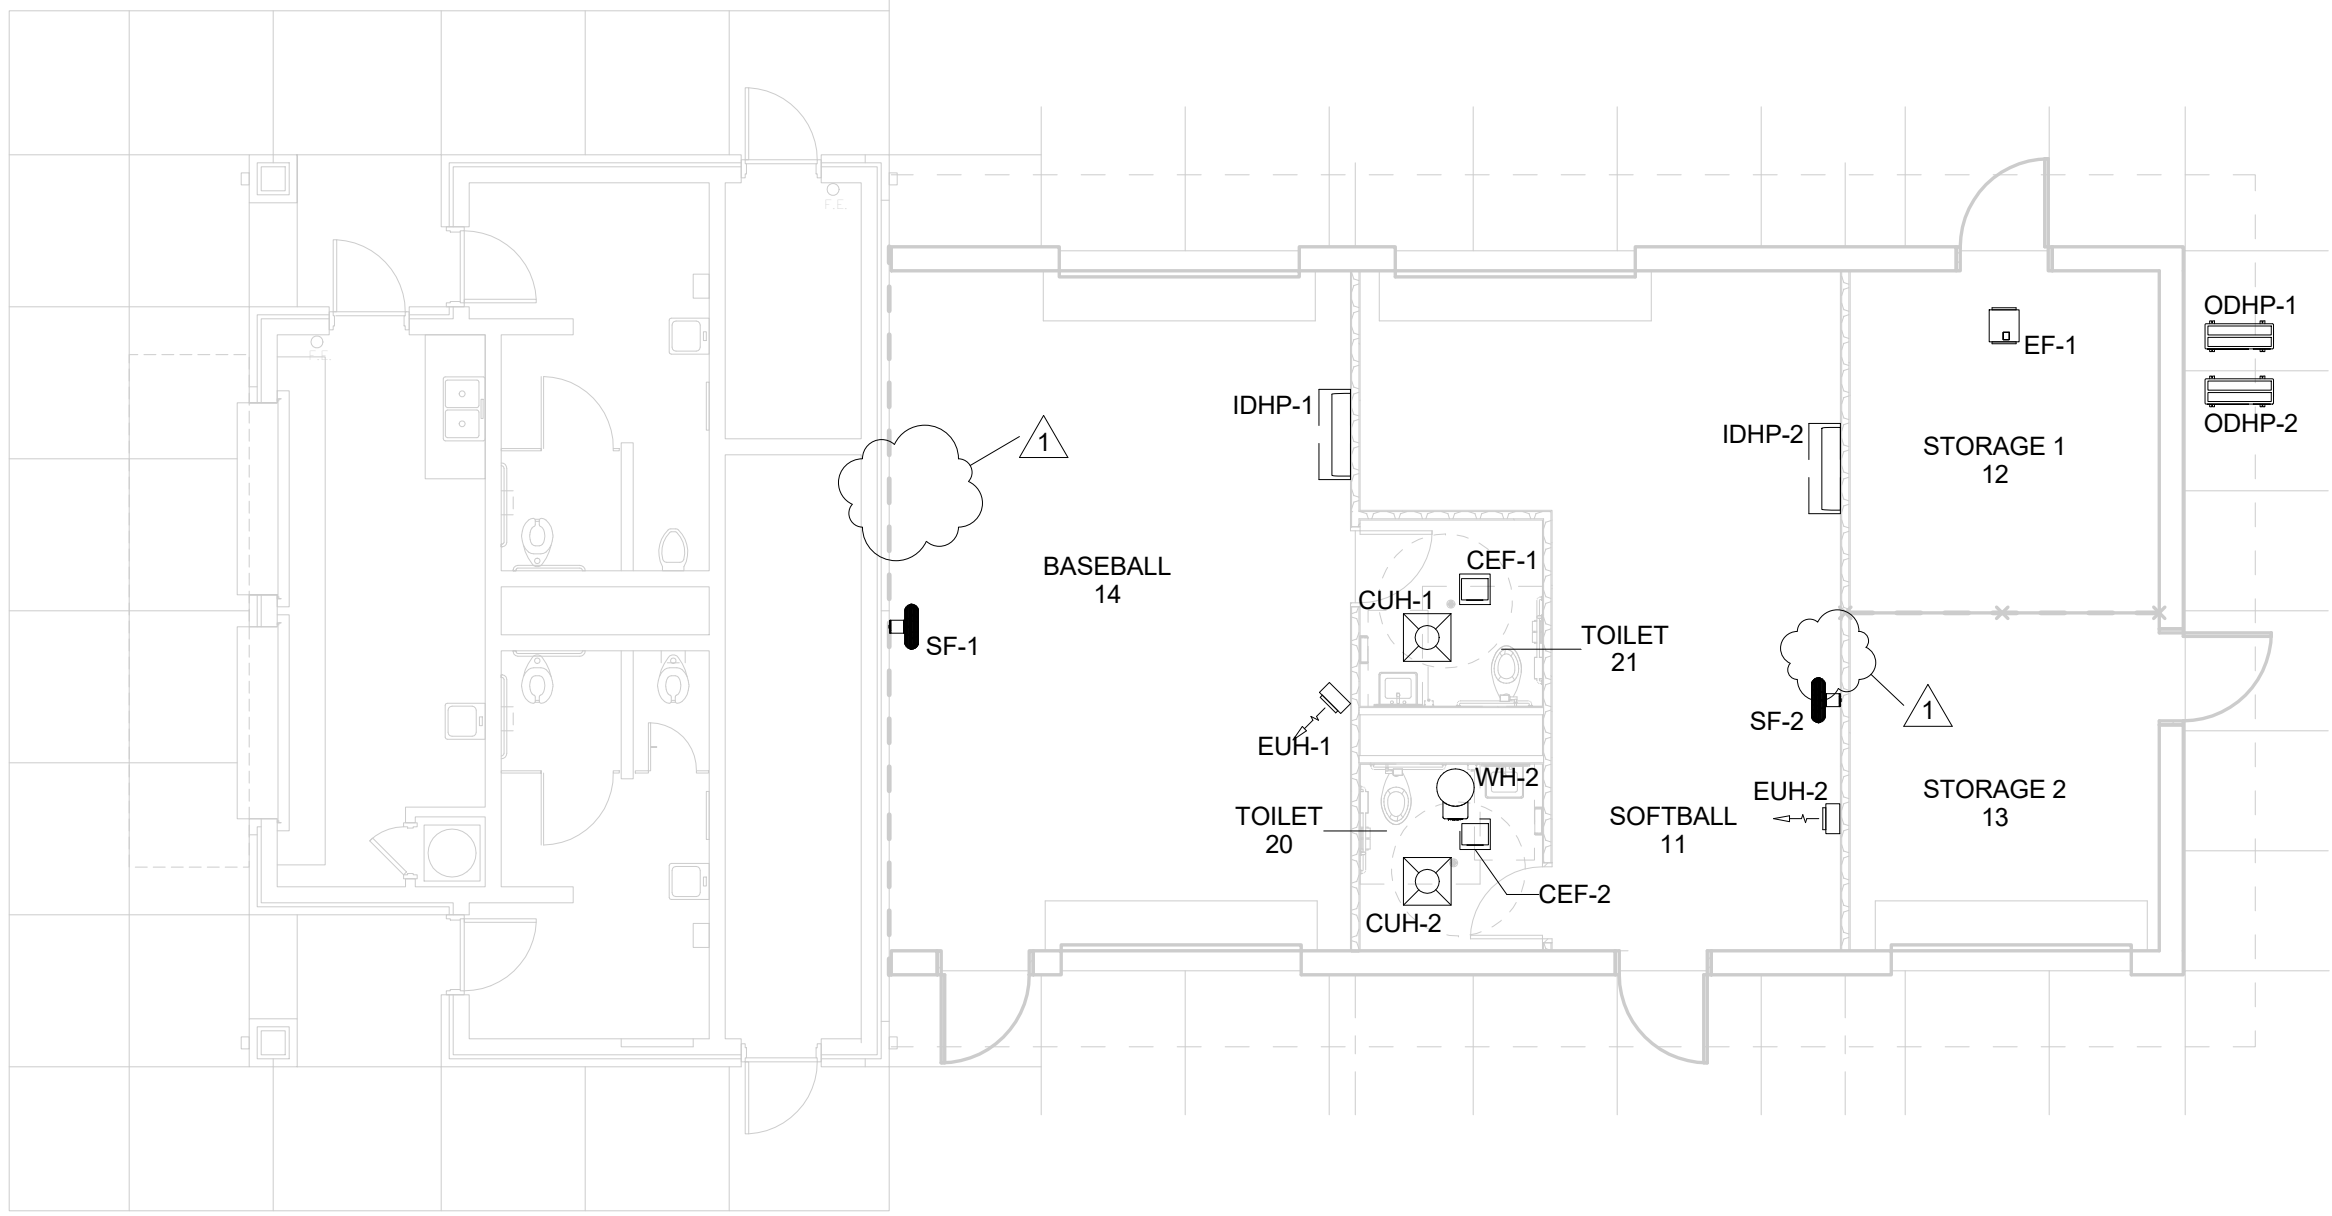 F.E.
ODHP-1
EF-1
F.E.
IDHP-1
ODHP-2
1
IDHP-2
STORAGE 1
12
CEF-1
BASEBALL
14
CUH-1
SF-1
TOILET
21
1
SF-2
EUH-1
WH-2
EUH-2
STORAGE 2
13
TOILET
20
SOFTBALL
11
CEF-2
CUH-2